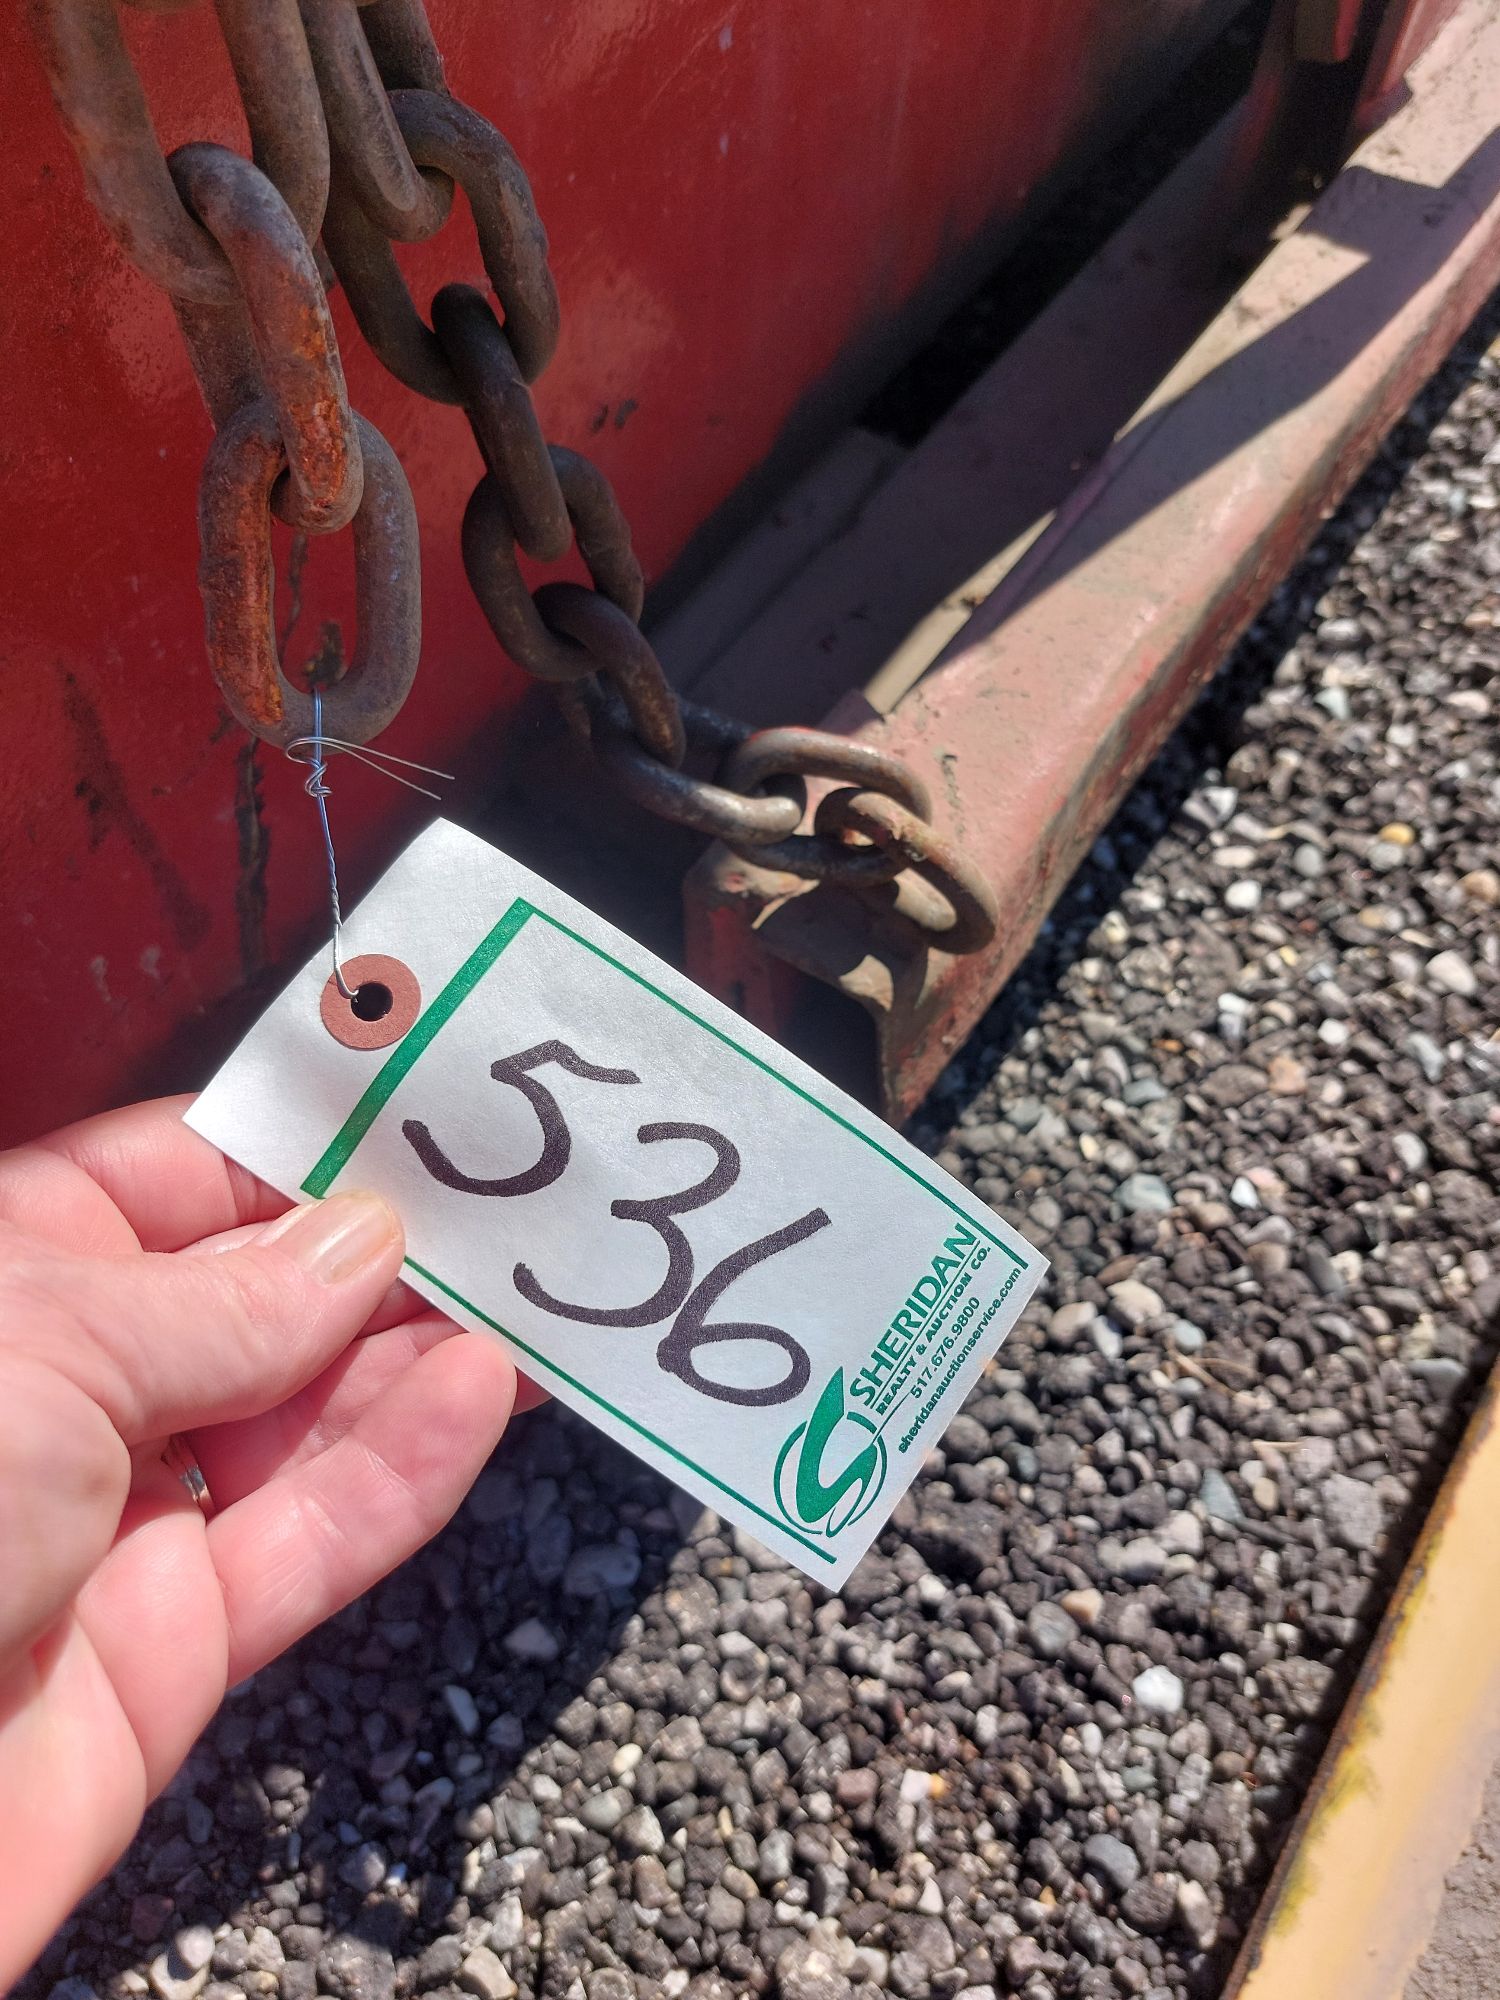 536
SHERIDAN
REALTY & AUCTION CO.
517.676.9800
sheridanauctionservice.com